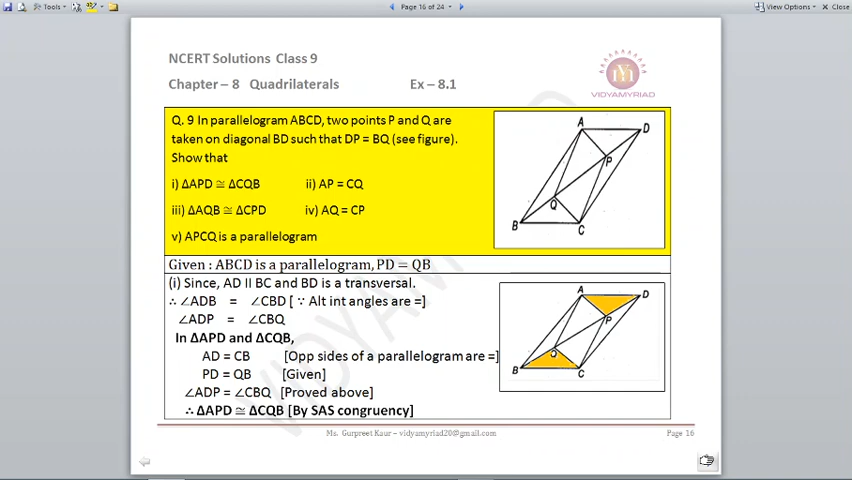 Tools
Page 16 of 24
View Options
Close
NCERT Solutions Class 9
Chapter – 8 Quadrilaterals Ex – 8.1
VIDYAMYRIAD
Q. 9 In parallelogram ABCD, two points P and Q are
taken on diagonal BD such that DP = BQ (see figure).
Show that
i) ΔAPD ≅ ΔCQB ii) AP = CQ
iii) ΔAQB ≅ ΔCPD iv) AQ = CP
v) APCQ is a parallelogram
A D
P
Q
B C
Given : ABCD is a parallelogram, PD = QB
(i) Since, AD ll BC and BD is a transversal.
∴ ∠ADB = ∠CBD [ ∵ Alt int angles are =]
∠ADP = ∠CBQ
In ΔAPD and ΔCQB,
AD = CB [Opp sides of a parallelogram are =]
PD = QB [Given]
∠ADP = ∠CBQ [Proved above]
∴ ΔAPD ≅ ΔCQB [By SAS congruency]
A D
P
Q
B C
VIDYAMYRIAD
Ms. Gurpreet Kaur – vidyamyriad20@gmail.com Page 16